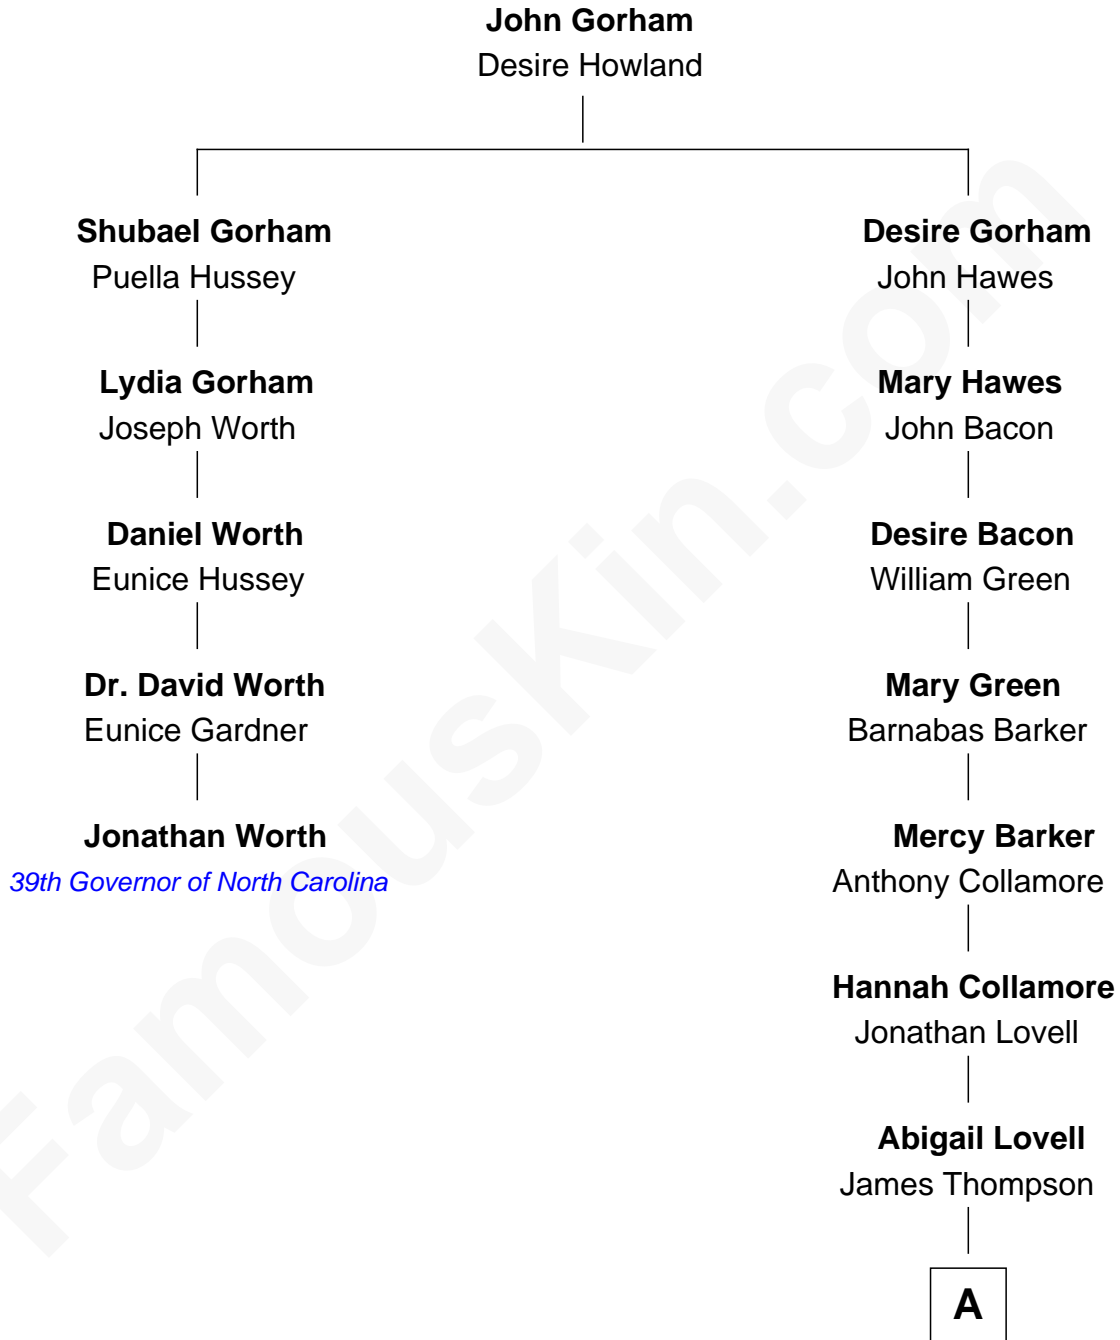 John Gorham
Desire Howland
Shubael Gorham
Puella Hussey
Lydia Gorham
Joseph Worth
Daniel Worth
Eunice Hussey
Dr. David Worth
Eunice Gardner
Jonathan Worth
39th Governor of North Carolina
Desire Gorham
John Hawes
Mary Hawes
John Bacon
Desire Bacon
William Green
Mary Green
Barnabas Barker
Mercy Barker
Anthony Collamore
Hannah Collamore
Jonathan Lovell
Abigail Lovell
James Thompson
A
FamousKin.com